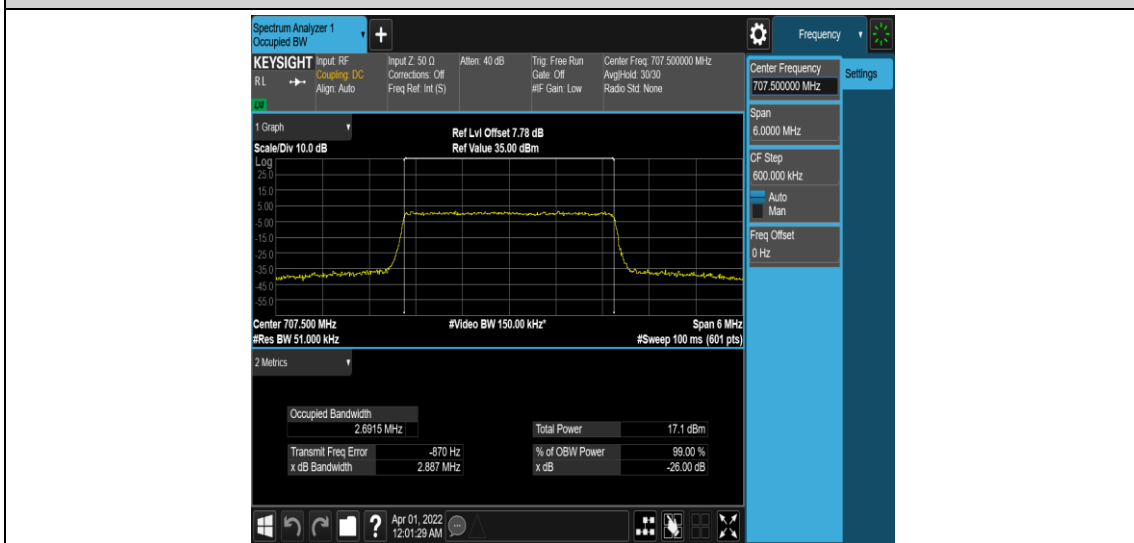 Spectrum Analyzer 1
Occupied BW
+
Frequency
KEYSIGHT
RL
LXI
Input: RF
Coupling: DC
Align: Auto
Input Z: 50 Ω
Corrections: Off
Freq Ref: Int (S)
Atten: 40 dB
Trig: Free Run
Gate: Off
#IF Gain: Low
Center Freq: 707.500000 MHz
Avg|Hold: 30/30
Radio Std: None
Center Frequency
707.500000 MHz
Settings
Span
6.0000 MHz
CF Step
600.000 kHz
Auto
Man
Freq Offset
0 Hz
1 Graph
Scale/Div 10.0 dB
Ref Lvl Offset 7.78 dB
Ref Value 35.00 dBm
Log
25.0
15.0
5.00
-5.00
-15.0
-25.0
-35.0
-45.0
-55.0
Center 707.500 MHz
#Res BW 51.000 kHz
#Video BW 150.00 kHz*
Span 6 MHz
#Sweep 100 ms (601 pts)
2 Metrics
Occupied Bandwidth
2.6915 MHz
Total Power 17.1 dBm
Transmit Freq Error -870 Hz
% of OBW Power 99.00 %
x dB Bandwidth 2.887 MHz
x dB -26.00 dB
?
Apr 01, 2022
12:01:29 AM